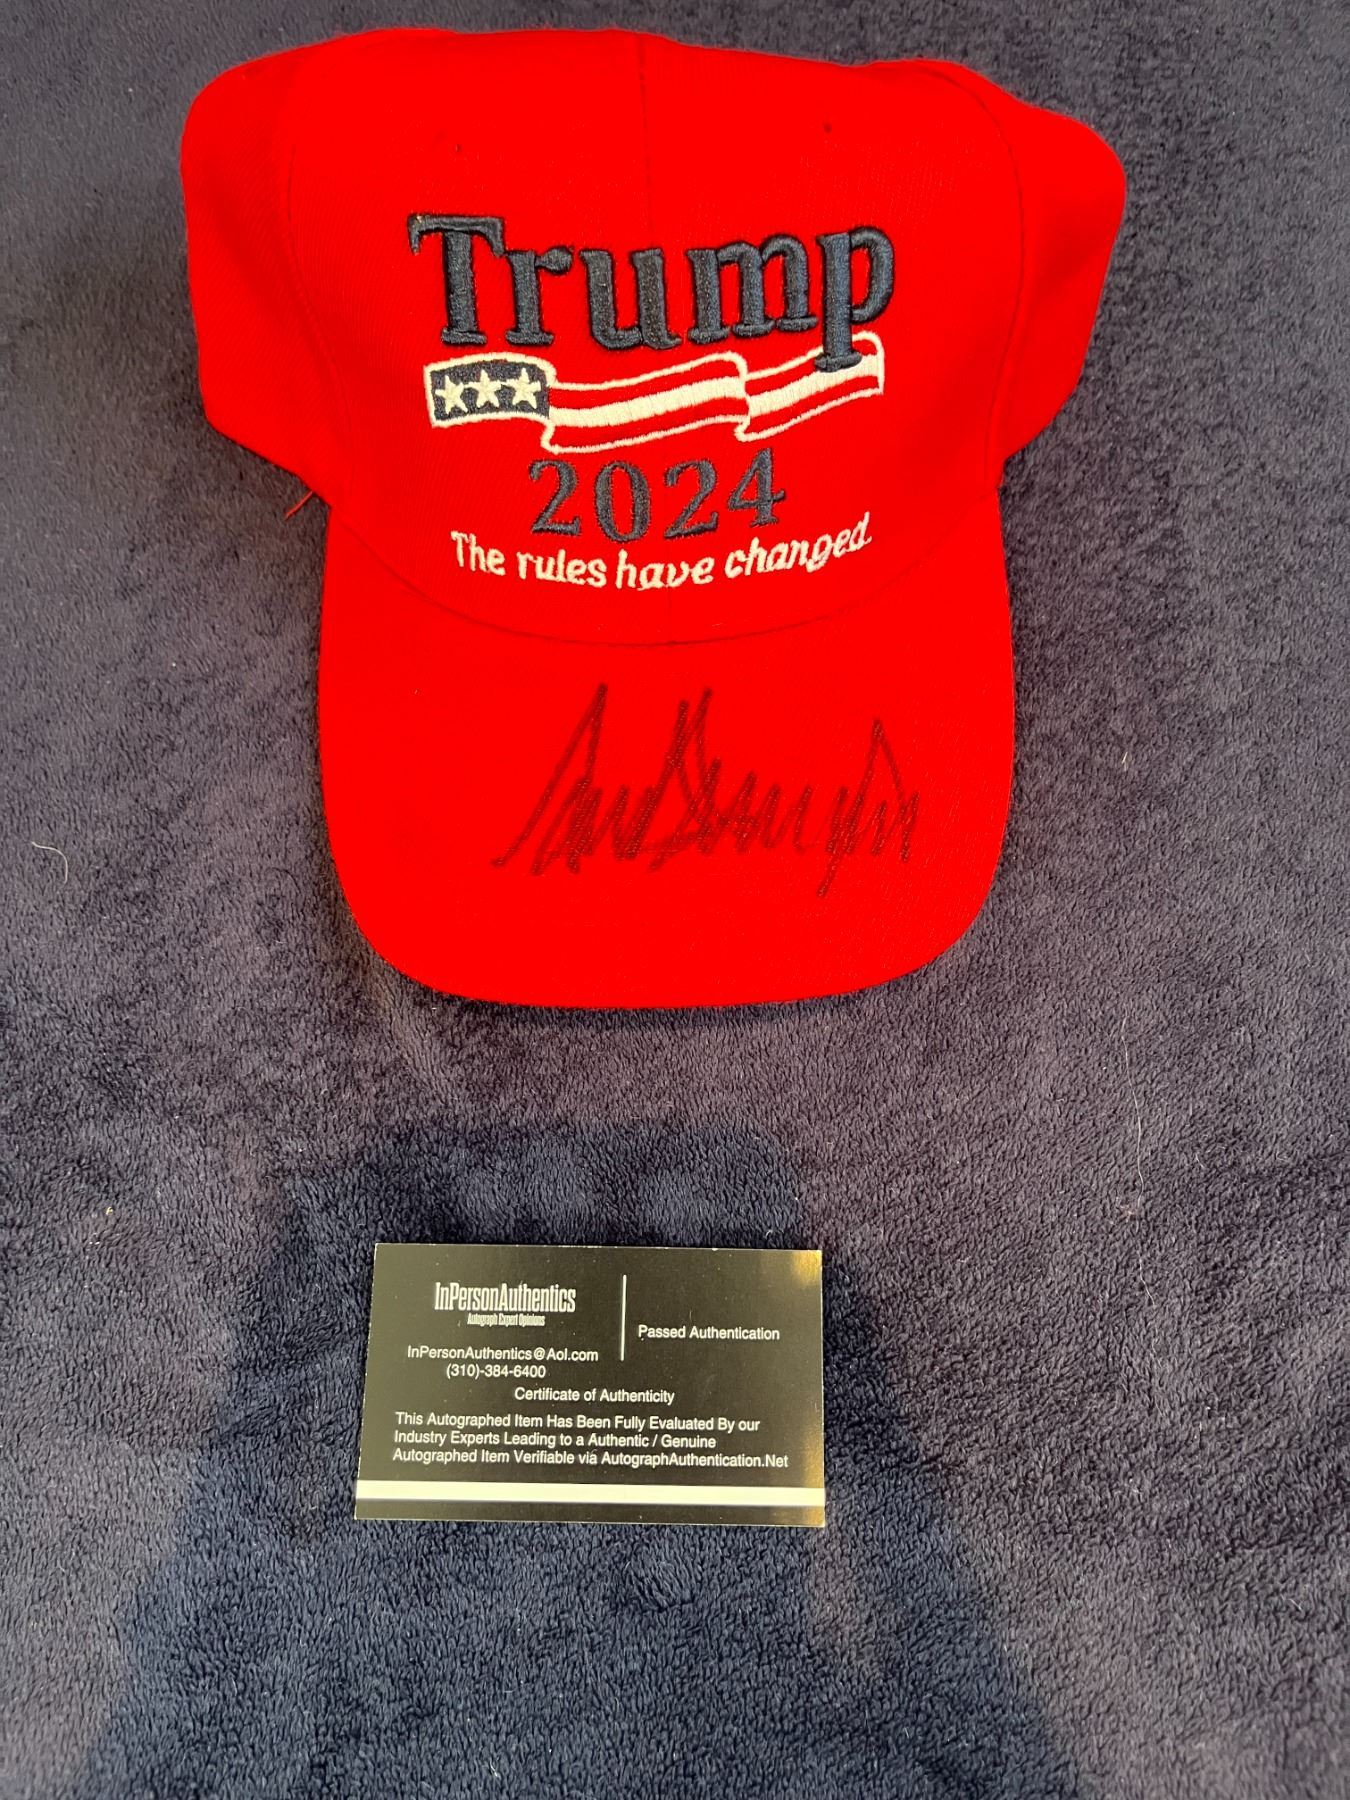 Trump
2024
The rules have changed.
InPersonAuthentics
Autograph Expert Opinions
Passed Authentication
InPersonAuthentics@Aol.com
(310)-384-6400
Certificate of Authenticity
This Autographed Item Has Been Fully Evaluated By our
Industry Experts Leading to a Authentic / Genuine
Autographed Item Verifiable via AutographAuthentication.Net